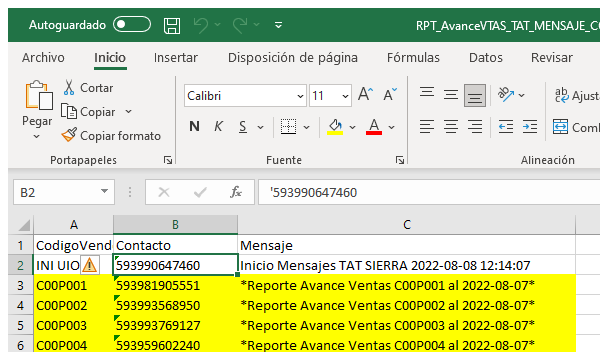 Autoguardado RPT_AvanceVTAS_TAT_MENSAJE_CO
Archivo Inicio Insertar Disposición de página Fórmulas Datos Revisar
Pegar
Cortar
Copiar
Copiar formato
Portapapeles
Calibri 11 A A
N K S A
Fuente
ab Ajusta
Comb
Alineación
B2 fx '593990647460
A B C
1 CodigoVend Contacto Mensaje
2 INI UIO 593990647460 Inicio Mensajes TAT SIERRA 2022-08-08 12:14:07
3 C00P001 593981905551 *Reporte Avance Ventas C00P001 al 2022-08-07*
4 C00P002 593993568950 *Reporte Avance Ventas C00P002 al 2022-08-07*
5 C00P003 593993769127 *Reporte Avance Ventas C00P003 al 2022-08-07*
6 C00P004 593959602240 *Reporte Avance Ventas C00P004 al 2022-08-07*